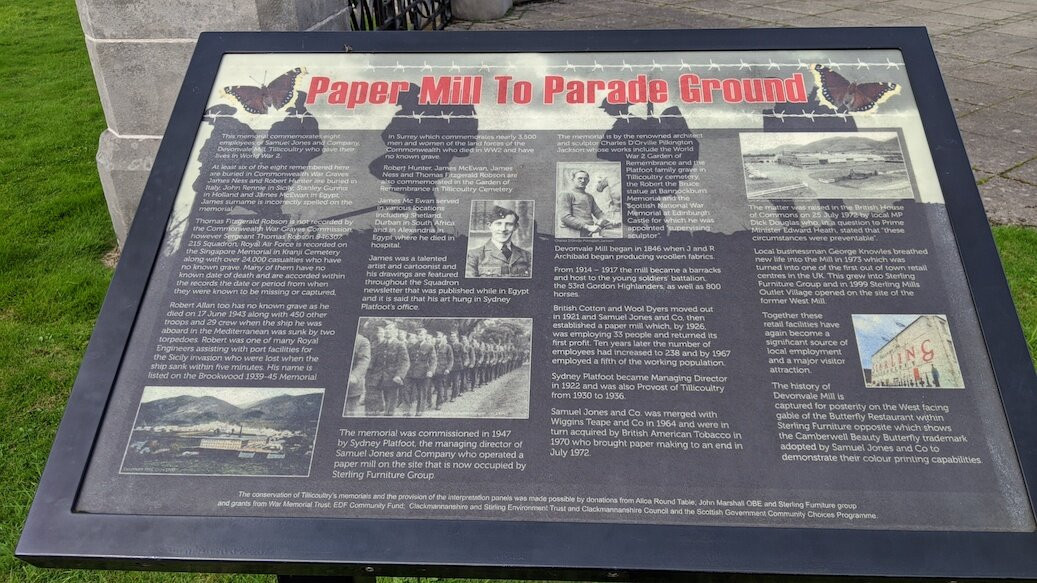 Paper Mill To Parade Ground
This memorial commemorates eight
employees of Samuel Jones and Company,
Devonvale Mill, Tillicoultry who gave their
lives in World War 2.
At least six of the eight remembered here
are buried in Commonwealth War Graves.
James Ness and Robert Hunter are buried in
Italy, John Rennie in Sicily, Stanley Gunnis
in Holland and James McEwan in Egypt.
James surname is incorrectly spelled on the
memorial.
Thomas Fitzgerald Robson is not recorded by
the Commonwealth War Graves Commission
however Sergeant Thomas Robson
215 Squadron, Royal Air Force is recorded on
the Singapore Memorial in Kranji Cemetery
along with over 24,000 casualties who have
no known grave. Many of them have no
known date of death and are accorded within
the records the date or period from when
they were known to be missing or captured.
Robert Allan too has no known grave as he
died on 17 June 1943 along with 450 other
troops and 29 crew when the ship he was
aboard in the Mediterranean was sunk by two
torpedoes. Robert was one of many Royal
Engineers assisting with port facilities for
the Sicily invasion who were lost when the
ship sank within five minutes. His name is
listed on the Brookwood 1939-45 Memorial
in Surrey which commemorates nearly 3,500
men and women of the land forces of the
Commonwealth who died in WW2 and have
no known grave.
Robert Hunter, James McEwan, James
Ness and Thomas Fitzgerald Robson are
also commemorated in the Garden of
Remembrance in Tillicoultry Cemetery
James Mc Ewan served
in various locations
including Shetland,
Durban in South Africa
and in Alexandria in
Egypt where he died in
hospital.
James was a talented
artist and cartoonist and
his drawings are featured
throughout the Squadron
newsletter that was published while in Egypt
and it is said that his art hung in Sydney
Platfoot's office.
The memorial was commissioned in 1947
by Sydney Platfoot, the managing director of
Samuel Jones and Company who operated a
paper mill on the site that is now occupied by
Sterling Furniture Group
The memorial is by the renowned architect
and sculptor Charles D'Orville Pilkington
Jackson whose works include the World
War 2 Garden of
Remembrance and the
Platfoot family grave in
Tillicoultry cemetery,
the Robert the Bruce
statue at Bannockburn
Memorial and the
Scottish National War
Memorial at Edinburgh
Castle for which he was
appointed supervising
sculptor".
Devonvale Mill began in 1846 when J and R
Archibald began producing woollen fabrics.
From 1914 – 1917 the mill became a barracks
and host to the young soldiers' battalion,
the 53rd Gordon Highlanders, as well as 800
horses.
British Cotton and Wool Dyers moved out
in 1921 and Samuel Jones and Co, then
established a paper mill which, by 1926,
was employing 33 people and returned its
first profit. Ten years later the number of
employees had increased to 238 and by 1967
employed a fifth of the working population.
Sydney Platfoot became Managing Director
in 1922 and was also Provost of Tillicoultry
from 1930 to 1936.
Samuel Jones and Co. was merged with
Wiggins Teape and Co in 1964 and were in
turn acquired by British American Tobacco in
1970 who brought paper making to an end in
July 1972.
The matter was raised in the British House
of Commons on 25 July 1972 by local MP
Dick Douglas who, in a question to Prime
Minister Edward Heath, stated that "these
circumstances were preventable".
Local businessman George Knowles breathed
new life into the Mill in 1973 which was
turned into one of the first out of town retail
centres in the UK. This grew into Sterling
Furniture Group and in 1999 Sterling Mills
Outlet Village opened on the site of the
former West Mill.
Together these
retail facilities have
again become a
significant source of
local employment
and a major visitor
attraction.
The history of
Devonvale Mill is
captured for posterity on the West facing
gable of the Butterfly Restaurant within
Sterling Furniture opposite which shows
the Camberwell Beauty Butterfly trademark
adopted by Samuel Jones and Co to
demonstrate their colour printing capabilities
The conservation of Tillicoultry's memorials and the provision of the interpretation panels was made possible by donations from Alloa Round Table; John Marshall OBE and Sterling Furniture group
and grants from War Memorial Trust; EDF Community Fund; Clackmannanshire and Stirling Environment Trust and Clackmannanshire Council and the Scottish Government Community Choices Programme.